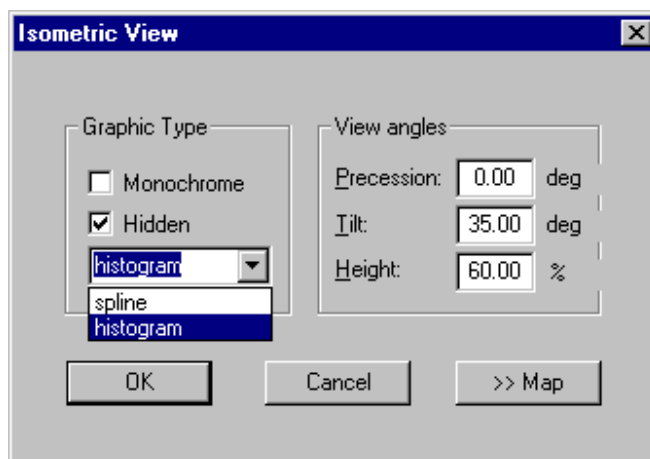 Isometric View
Graphic Type
Monochrome
Hidden
histogram
spline
histogram
View angles
Precession: 0.00 deg
Tilt: 35.00 deg
Height: 60.00 %
OK
Cancel
>> Map